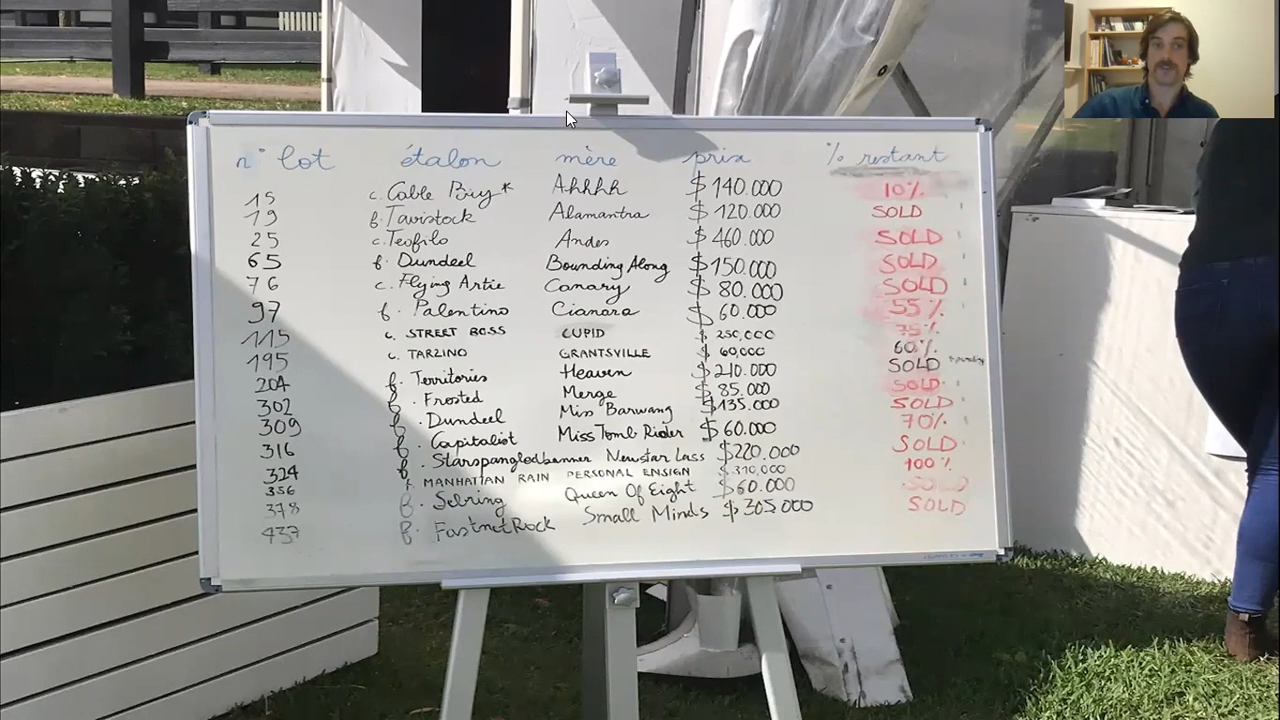 n° lot étalon mère prix % restant
15 c. Cable Bay* Ahhhh $ 140.000 10%
19 f. Tavistock Alamantra $ 120.000 SOLD
25 c. Teofilo Andes $ 460.000 SOLD
65 f. Dundeel Bounding Along $ 150.000 SOLD
76 c. Flying Artie Canary $ 80.000 SOLD
97 f. Palentino Cianara $ 60.000 55%
115 c. STREET BOSS CUPID $ 250,000 75%
195 c. TARZINO GRANTSVILLE $ 60,000 60%
204 f. Territories Heaven $ 210.000 SOLD
302 f. Frosted Merge $ 85.000 SOLD
309 f. Dundeel Miss Barwang $ 135.000 SOLD
316 f. Capitalist Miss Tomb Rider $ 60.000 70%
324 f. Starspangledbanner Newstar Lass $ 220.000 SOLD
356 f. MANHATTAN RAIN PERSONAL ENSIGN $ 310,000 100%
378 f. Sebring Queen Of Eight $ 60.000 SOLD
437 f. Fastnet Rock Small Minds $ 305.000 SOLD